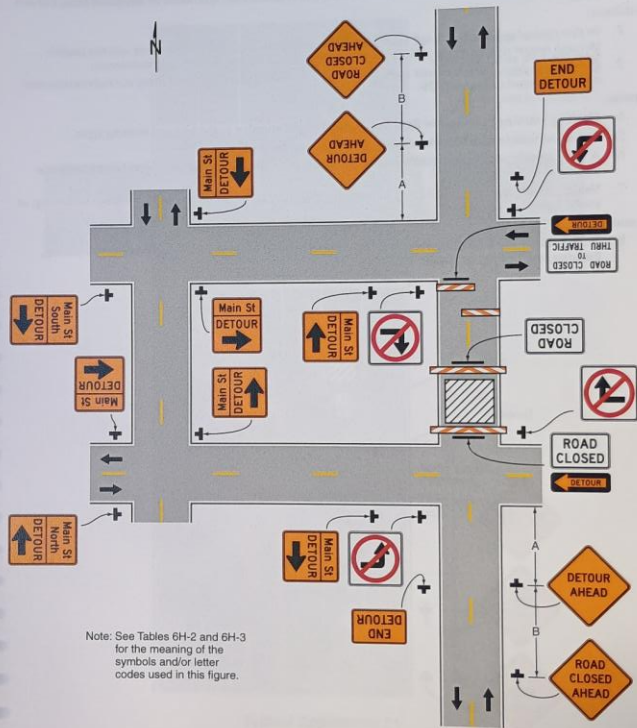 N
ROAD
CLOSED
AHEAD
B
DETOUR
AHEAD
A
END
DETOUR
Main St
DETOUR
DETOUR
ROAD
CLOSED
TO
THRU TRAFFIC
Main St
South
DETOUR
Main St
DETOUR
Main St
DETOUR
ROAD
CLOSED
Main St
DETOUR
Main St
DETOUR
ROAD
CLOSED
DETOUR
Main St
North
DETOUR
Main St
DETOUR
END
DETOUR
A
DETOUR
AHEAD
B
ROAD
CLOSED
AHEAD
Note: See Tables 6H-2 and 6H-3
for the meaning of the
symbols and/or letter
codes used in this figure.